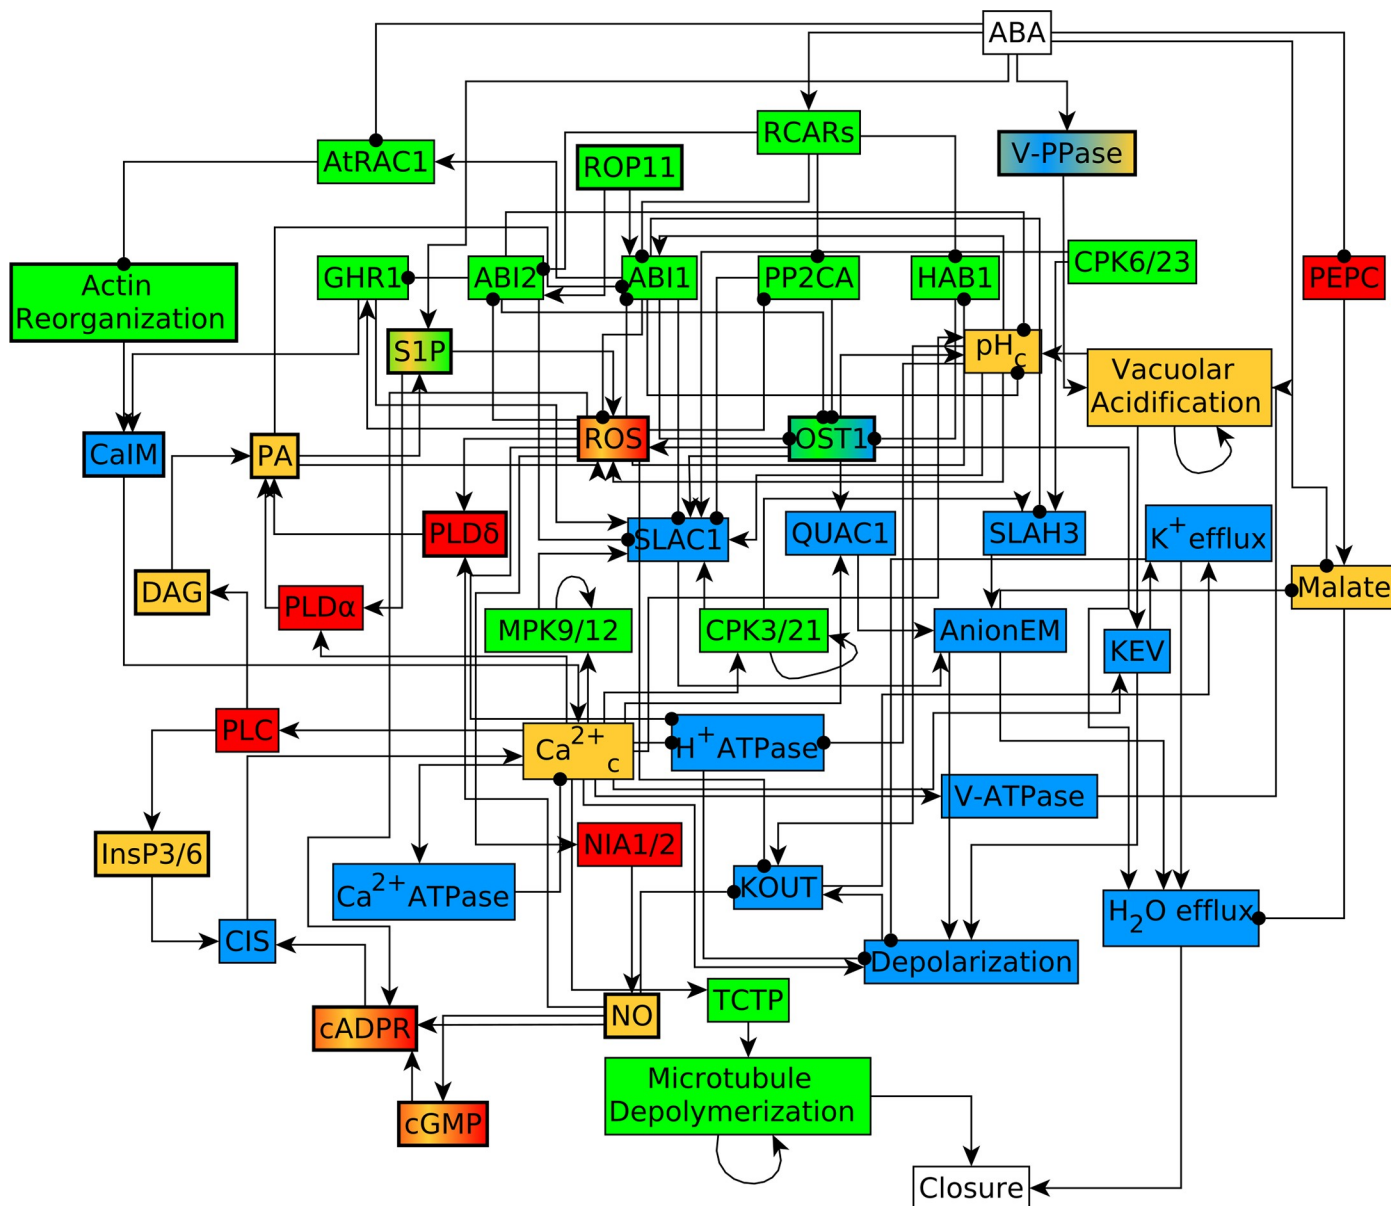 ABA
RCARs
V-PPase
AtRAC1
ROP11
Actin
Reorganization
GHR1
ABI2
ABI1
PP2CA
HAB1
CPK6/23
PEPC
S1P
pHc
Vacuolar
Acidification
CaIM
PA
ROS
OST1
PLDδ
SLAC1
QUAC1
SLAH3
K+efflux
DAG
PLDα
MPK9/12
CPK3/21
AnionEM
KEV
Malate
PLC
Ca2+c
H+ATPase
V-ATPase
InsP3/6
NIA1/2
Ca2+ATPase
KOUT
H2O efflux
CIS
Depolarization
cADPR
NO
TCTP
Microtubule
Depolymerization
cGMP
Closure